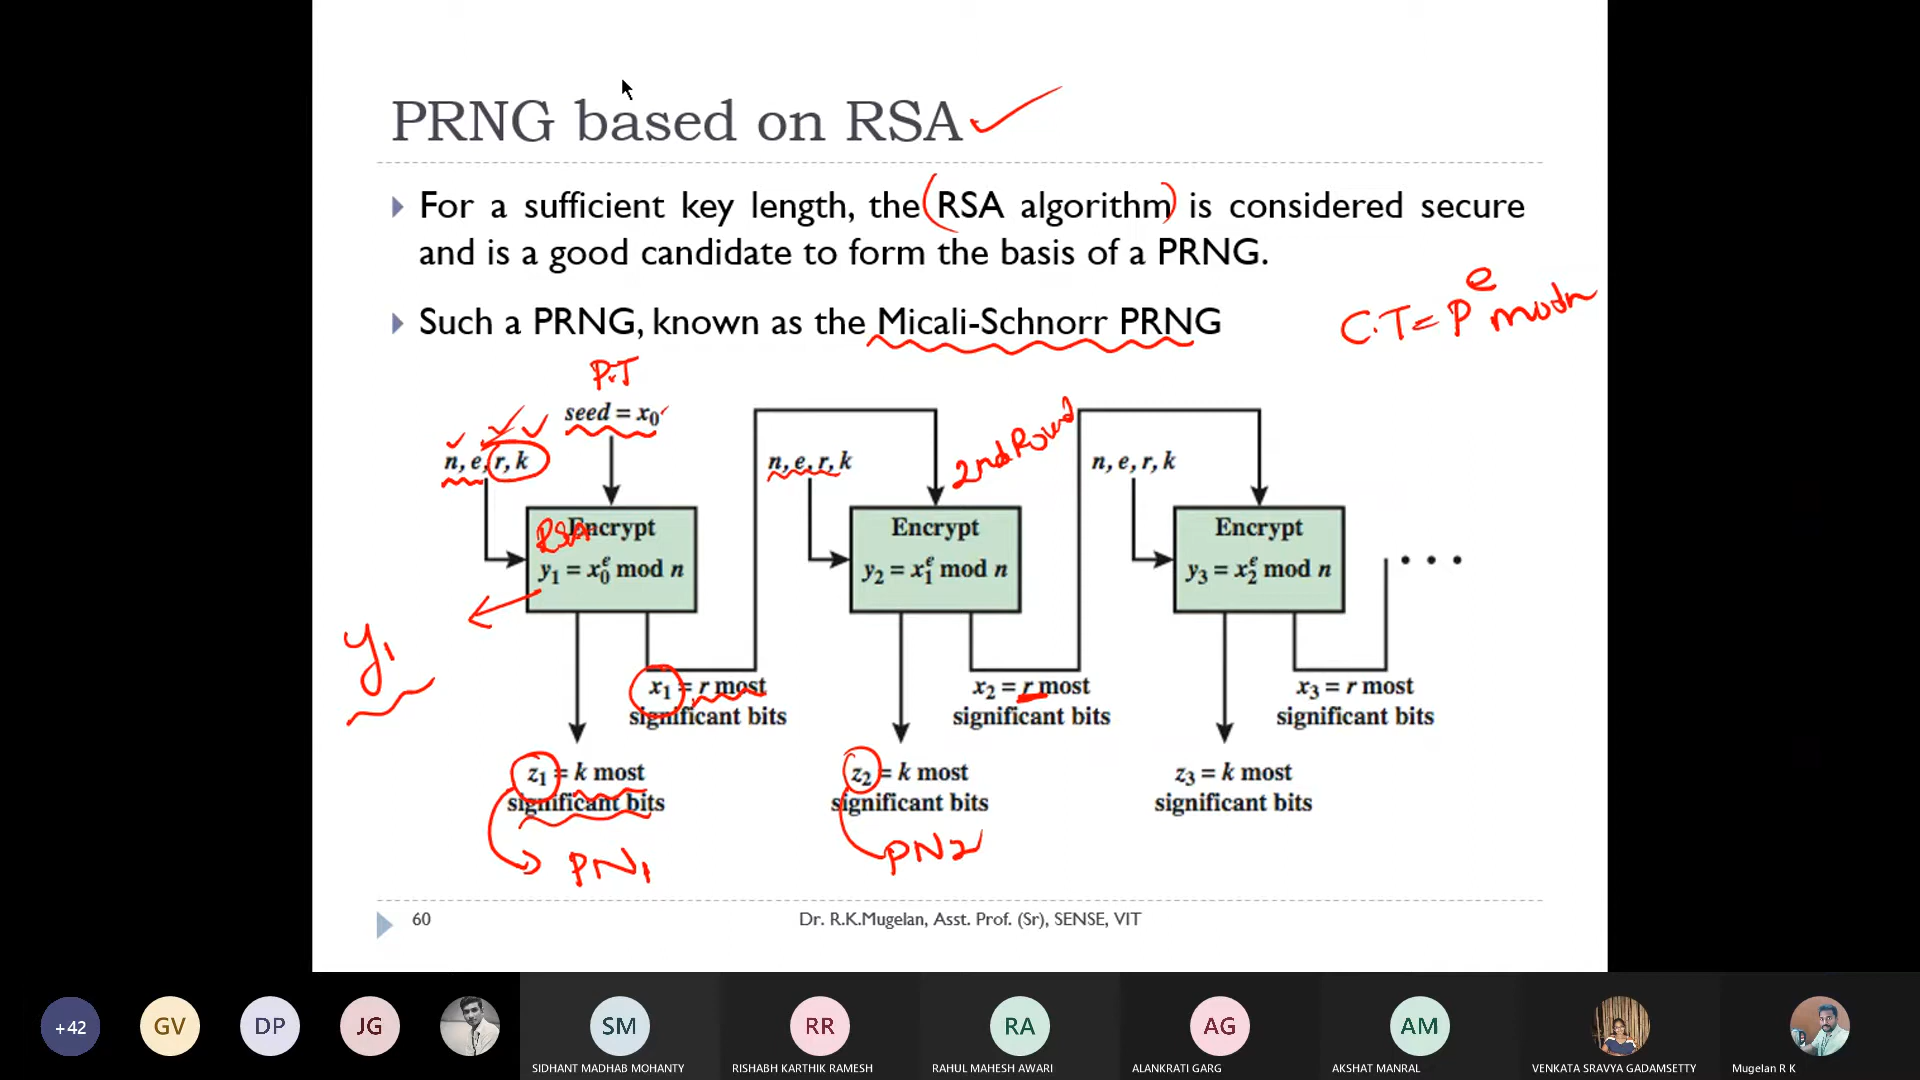 PRNG based on RSA
For a sufficient key length, the (RSA algorithm) is considered secure
and is a good candidate to form the basis of a PRNG.
C.T = P^e mod n
Such a PRNG, known as the Micali-Schnorr PRNG
P.T
seed = x₀
n, e, r, k
n, e, r, k
2nd Round
n, e, r, k
RSA
Encrypt
y₁ = x₀ᵉ mod n
Encrypt
y₂ = x₁ᵉ mod n
Encrypt
y₃ = x₂ᵉ mod n
• • •
y₁
x₁ = r most
significant bits
x₂ = r most
significant bits
x₃ = r most
significant bits
z₁ = k most
significant bits
z₂ = k most
significant bits
z₃ = k most
significant bits
PN1
PN2
60
Dr. R.K.Mugelan, Asst. Prof. (Sr), SENSE, VIT
+42
GV
DP
JG
SM
RR
RA
AG
AM
SIDHANT MADHAB MOHANTY
RISHABH KARTHIK RAMESH
RAHUL MAHESH AWARI
ALANKRATI GARG
AKSHAT MANRAL
VENKATA SRAVYA GADAMSETTY
Mugelan R K